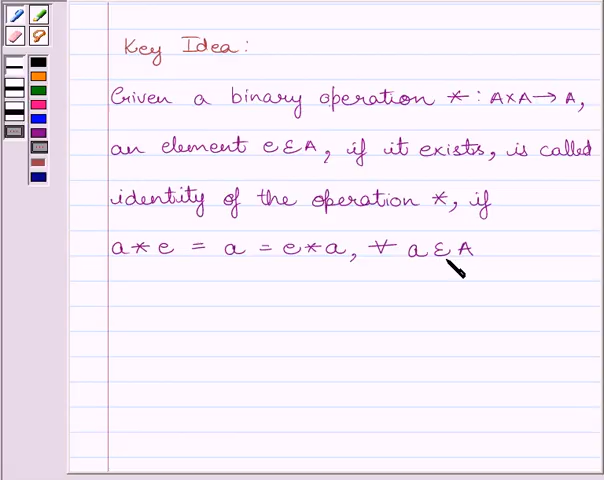 Key Idea:
Given a binary operation * : A×A → A,
an element e ε A, if it exists, is called
identity of the operation *, if
a * e = a = e * a, ∀ a ε A